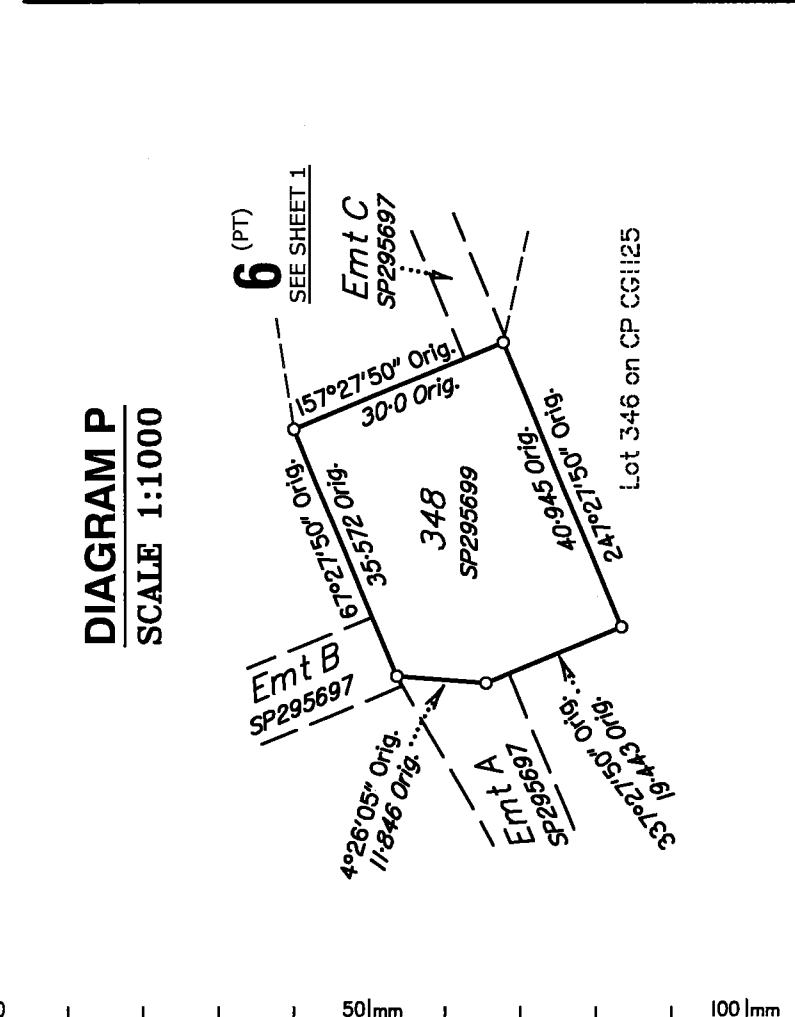 DIAGRAM P
SCALE 1:1000
6 (PT)
SEE SHEET 1
Emt C
SP295697
157°27'50" Orig.
30·0 Orig.
67°27'50" Orig.
35·572 Orig.
348
SP295699
40·945 Orig.
247°27'50" Orig.
Lot 346 on CP CG1125
Emt B
SP295697
4°26'05" Orig.
11·846 Orig.
Emt A
SP295697
337°27'50" Orig.
19·443 Orig.
0 50 mm 100 mm